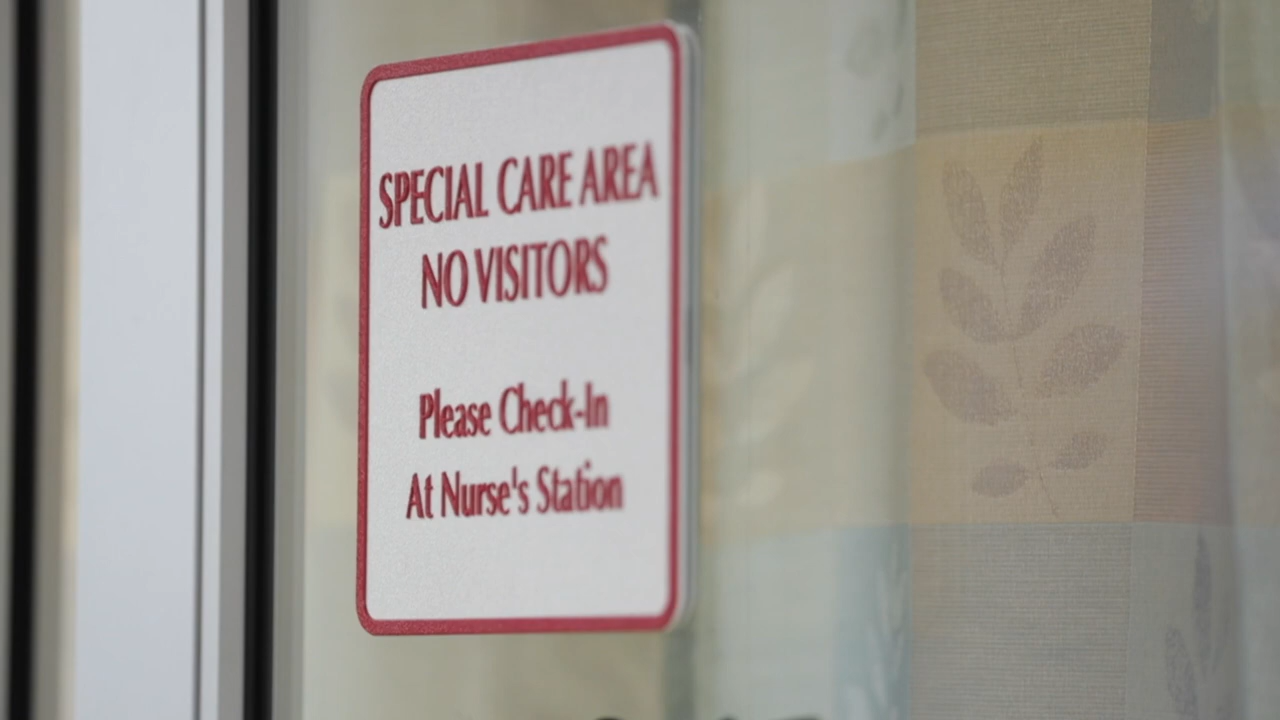 SPECIAL CARE AREA
NO VISITORS
Please Check-In
At Nurse's Station